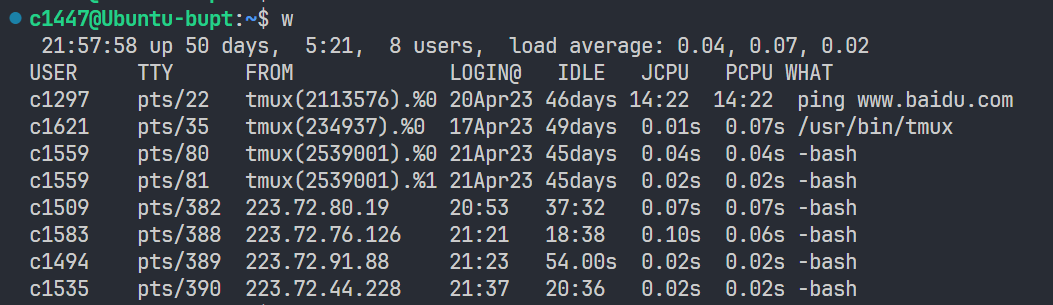 c1447@Ubuntu-bupt:~$ w
21:57:58 up 50 days,  5:21,  8 users,  load average: 0.04, 0.07, 0.02
USER     TTY      FROM             LOGIN@   IDLE   JCPU   PCPU WHAT
c1297    pts/22   tmux(2113576).%0 20Apr23 46days 14:22  14:22  ping www.baidu.com
c1621    pts/35   tmux(234937).%0  17Apr23 49days  0.01s  0.07s /usr/bin/tmux
c1559    pts/80   tmux(2539001).%0 21Apr23 45days  0.04s  0.04s -bash
c1559    pts/81   tmux(2539001).%1 21Apr23 45days  0.02s  0.02s -bash
c1509    pts/382  223.72.80.19     20:53   37:32   0.07s  0.07s -bash
c1583    pts/388  223.72.76.126    21:21   18:38   0.10s  0.06s -bash
c1494    pts/389  223.72.91.88     21:23   54.00s  0.02s  0.02s -bash
c1535    pts/390  223.72.44.228    21:37   20:36   0.02s  0.02s -bash